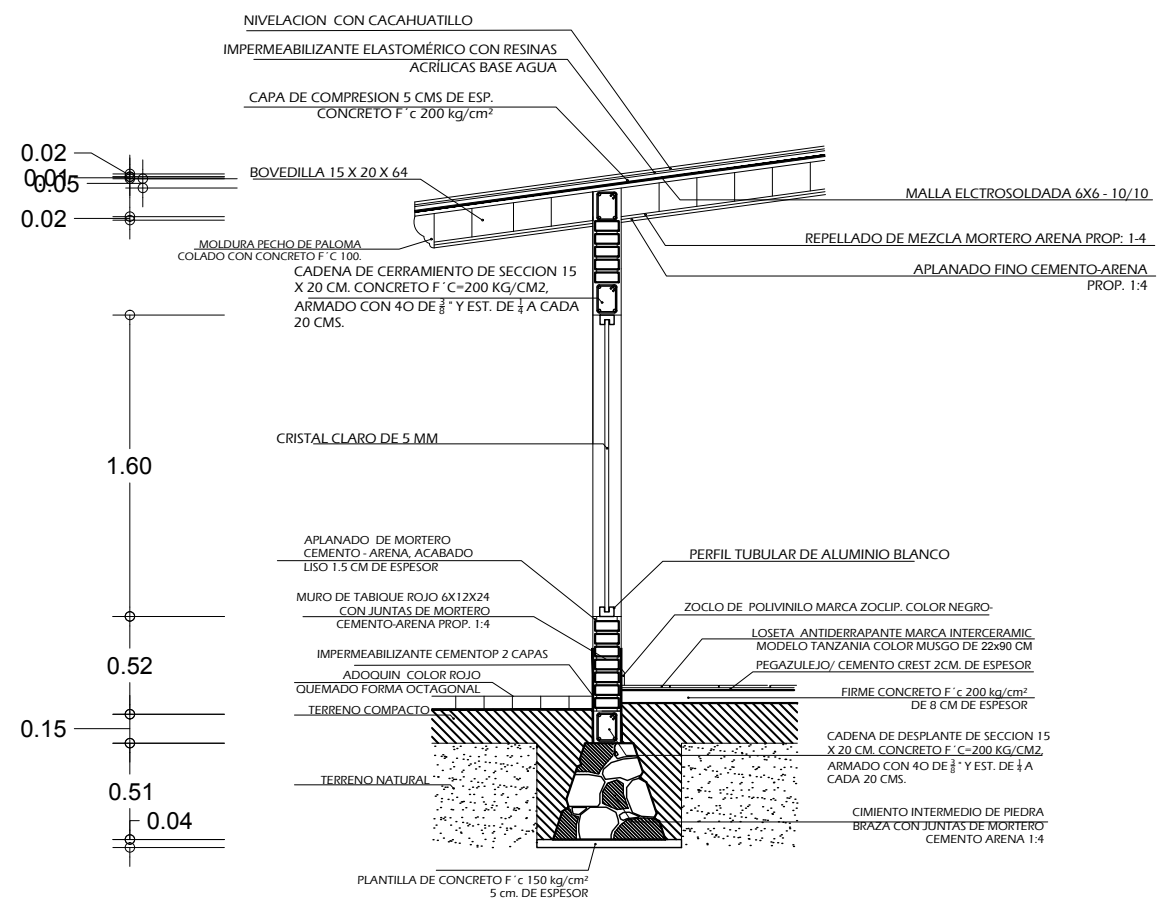 NIVELACION CON CACAHUATILLO
IMPERMEABILIZANTE ELASTOMÉRICO CON RESINAS
ACRÍLICAS BASE AGUA
CAPA DE COMPRESION 5 CMS DE ESP.
CONCRETO F´c 200 kg/cm²
BOVEDILLA 15 X 20 X 64
MOLDURA PECHO DE PALOMA
COLADO CON CONCRETO F´C 100.
CADENA DE CERRAMIENTO DE SECCION 15
X 20 CM. CONCRETO F´C=200 KG/CM2,
ARMADO CON 4O DE 3/8 " Y EST. DE 1/4 A CADA
20 CMS.
MALLA ELCTROSOLDADA 6X6 - 10/10
REPELLADO DE MEZCLA MORTERO ARENA PROP: 1-4
APLANADO FINO CEMENTO-ARENA
PROP. 1:4
0.02
0.01
0.05
0.02
1.60
0.52
0.15
0.51
0.04
CRISTAL CLARO DE 5 MM
APLANADO DE MORTERO
CEMENTO - ARENA, ACABADO
LISO 1.5 CM DE ESPESOR
MURO DE TABIQUE ROJO 6X12X24
CON JUNTAS DE MORTERO
CEMENTO-ARENA PROP. 1:4
IMPERMEABILIZANTE CEMENTOP 2 CAPAS
ADOQUIN COLOR ROJO
QUEMADO FORMA OCTAGONAL
TERRENO COMPACTO
TERRENO NATURAL
PERFIL TUBULAR DE ALUMINIO BLANCO
ZOCLO DE POLIVINILO MARCA ZOCLIP. COLOR NEGRO-
LOSETA ANTIDERRAPANTE MARCA INTERCERAMIC
MODELO TANZANIA COLOR MUSGO DE 22x90 CM
PEGAZULEJO/ CEMENTO CREST 2CM. DE ESPESOR
FIRME CONCRETO F´c 200 kg/cm²
DE 8 CM DE ESPESOR
CADENA DE DESPLANTE DE SECCION 15
X 20 CM. CONCRETO F´C=200 KG/CM2,
ARMADO CON 4O DE 3/8 " Y EST. DE 1/4 A
CADA 20 CMS.
CIMIENTO INTERMEDIO DE PIEDRA
BRAZA CON JUNTAS DE MORTERO
CEMENTO ARENA 1:4
PLANTILLA DE CONCRETO F´c 150 kg/cm²
5 cm. DE ESPESOR